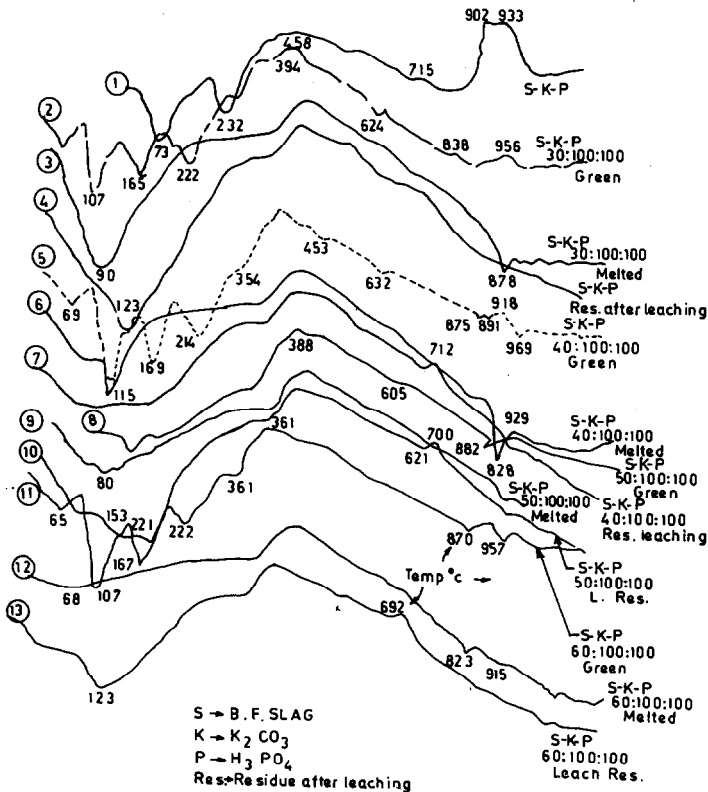 902 933
458
394
715
S-K-P
1
2
3
4
5
6
7
8
9
10
11
12
13
73
232
107
165
222
624
838
956
S-K-P
30:100:100
Green
90
S-K-P
30:100:100
Melted
878
S-K-P
Res. after leaching
123
69
115
169
214
354
453
632
875
891
918
969
S-K-P
40:100:100
Green
388
712
605
929
882
828
S-K-P
40:100:100
Melted
S-K-P
50:100:100
Green
S-K-P
40:100:100
Res. leaching
80
361
700
621
S-K-P
50:100:100
Melted
65
153
221
167
222
361
68
107
870
957
Temp °c →
S-K-P
50:100:100
L. Res.
S-K-P
60:100:100
Green
692
823
915
S-K-P
60:100:100
Melted
123
S-K-P
60:100:100
Leach Res.
S → B.F. SLAG
K → K2 CO3
P → H3 PO4
Res.→Residue after leaching